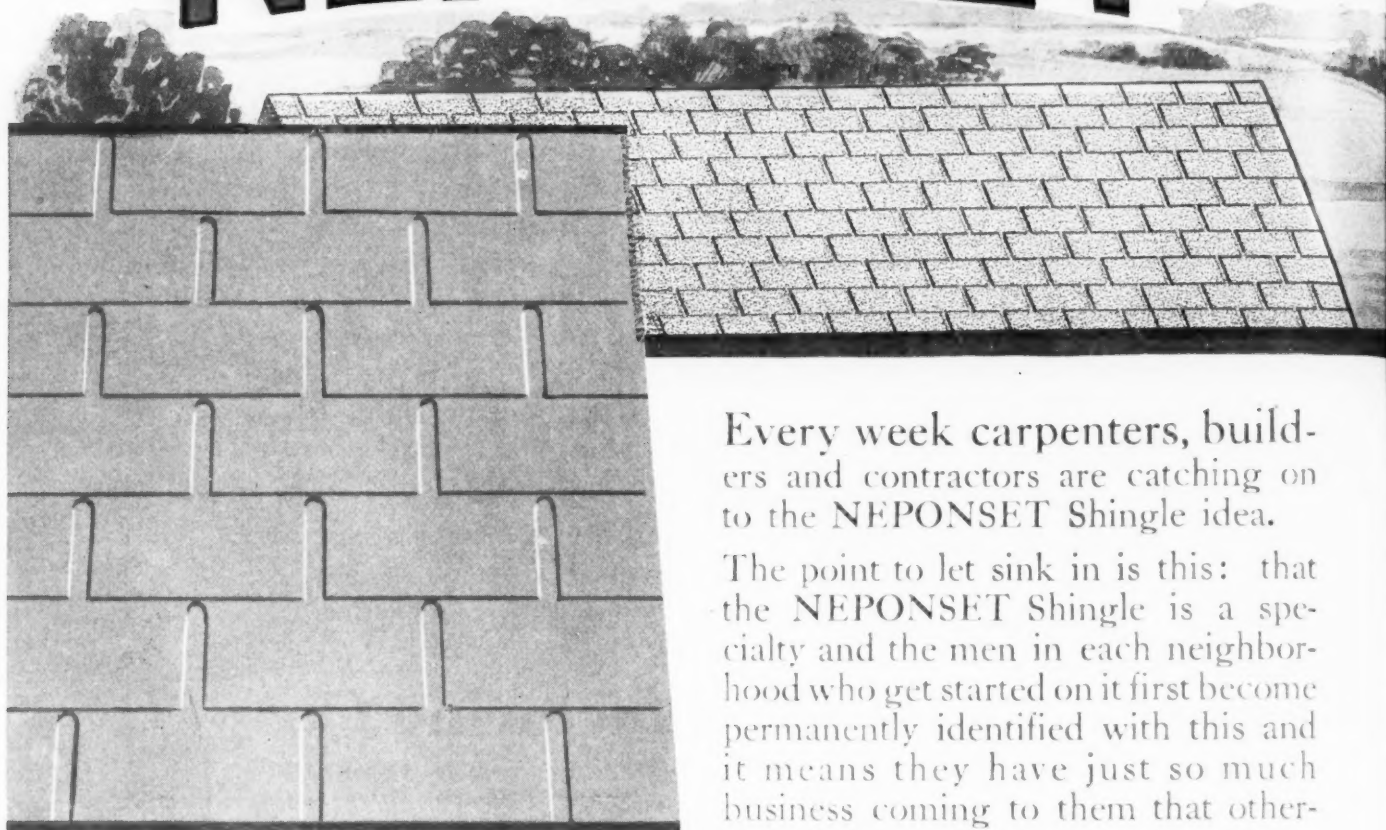 Every week carpenters, build-
ers and contractors are catching on
to the NEPONSET Shingle idea.
The point to let sink in is this: that
the NEPONSET Shingle is a spe-
cialty and the men in each neighbor-
hood who get started on it first become
permanently identified with this and
it means they have just so much
business coming to them that other-